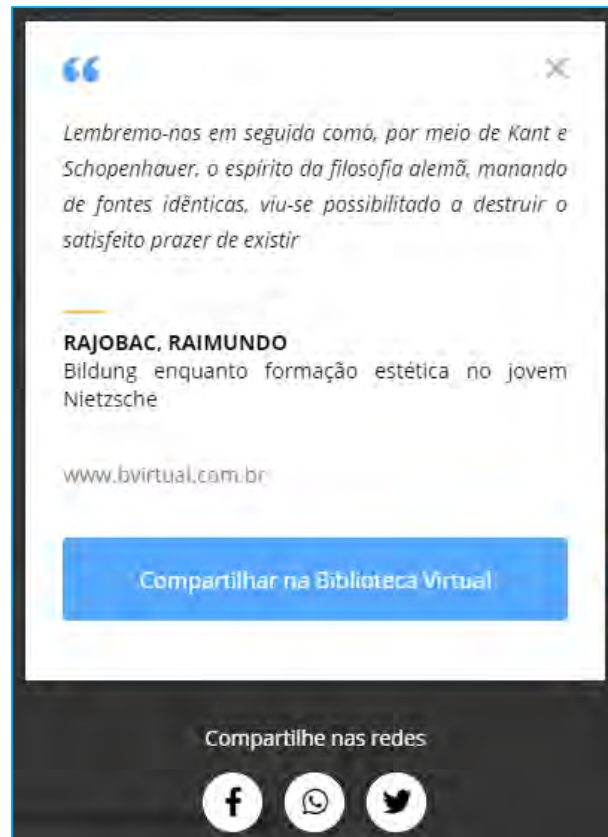 “
Lembremo-nos em seguida como, por meio de Kant e
Schopenhauer, o espírito da filosofia alemã, manando
de fontes idênticas, viu-se possibilitado a destruir o
satisfeito prazer de existir
RAJOBAC, RAIMUNDO
Bildung enquanto formação estética no jovem
Nietzsche
www.bvirtual.com.br
Compartilhar na Biblioteca Virtual
Compartilhe nas redes